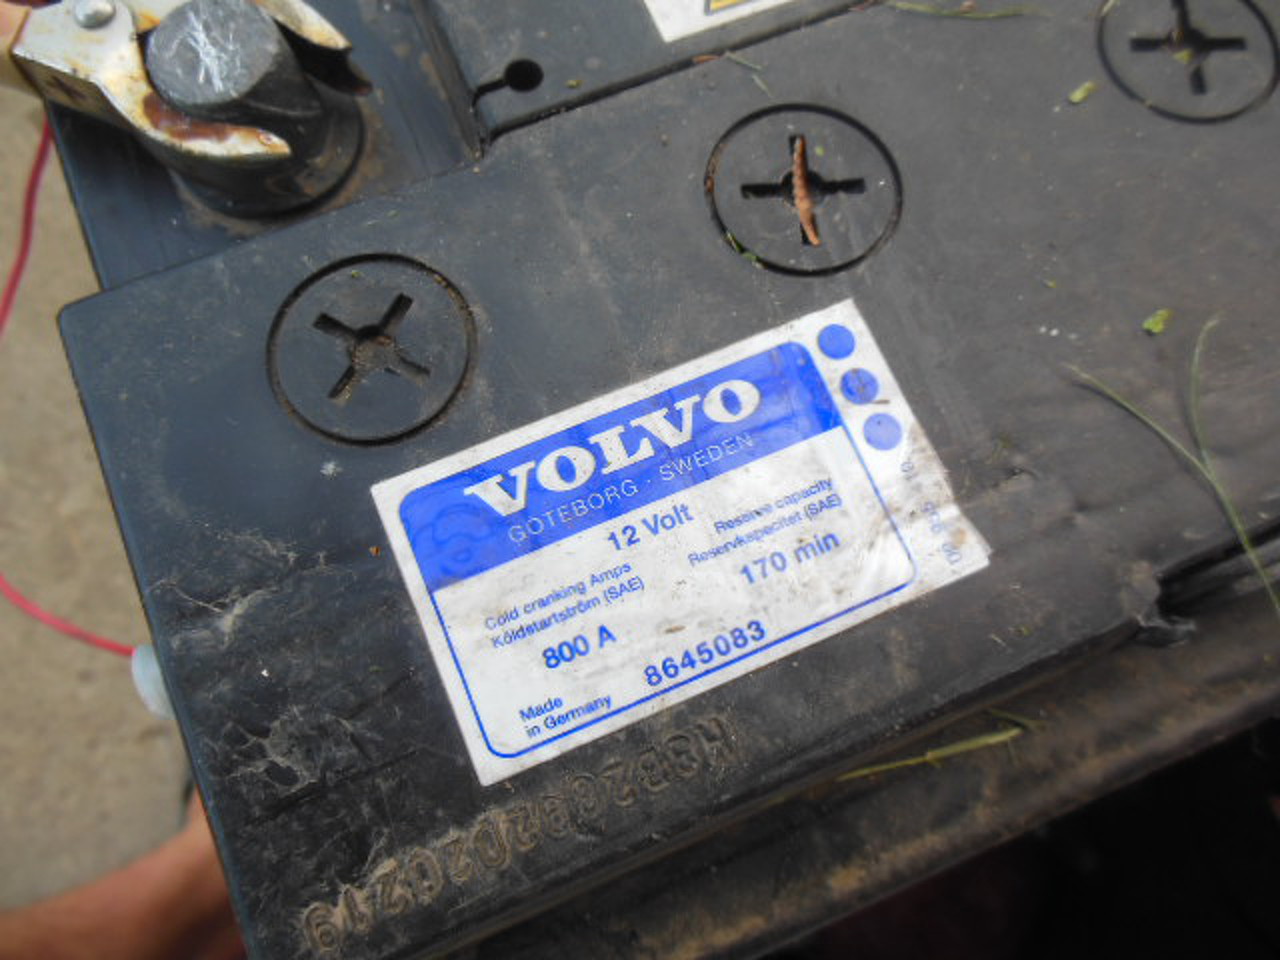 VOLVO
GÖTEBORG · SWEDEN
12 Volt
Cold cranking Amps
Köldstartström (SAE)
800 A
Reserve capacity
Reservkapacitet (SAE)
170 min
Made
in Germany
8645083